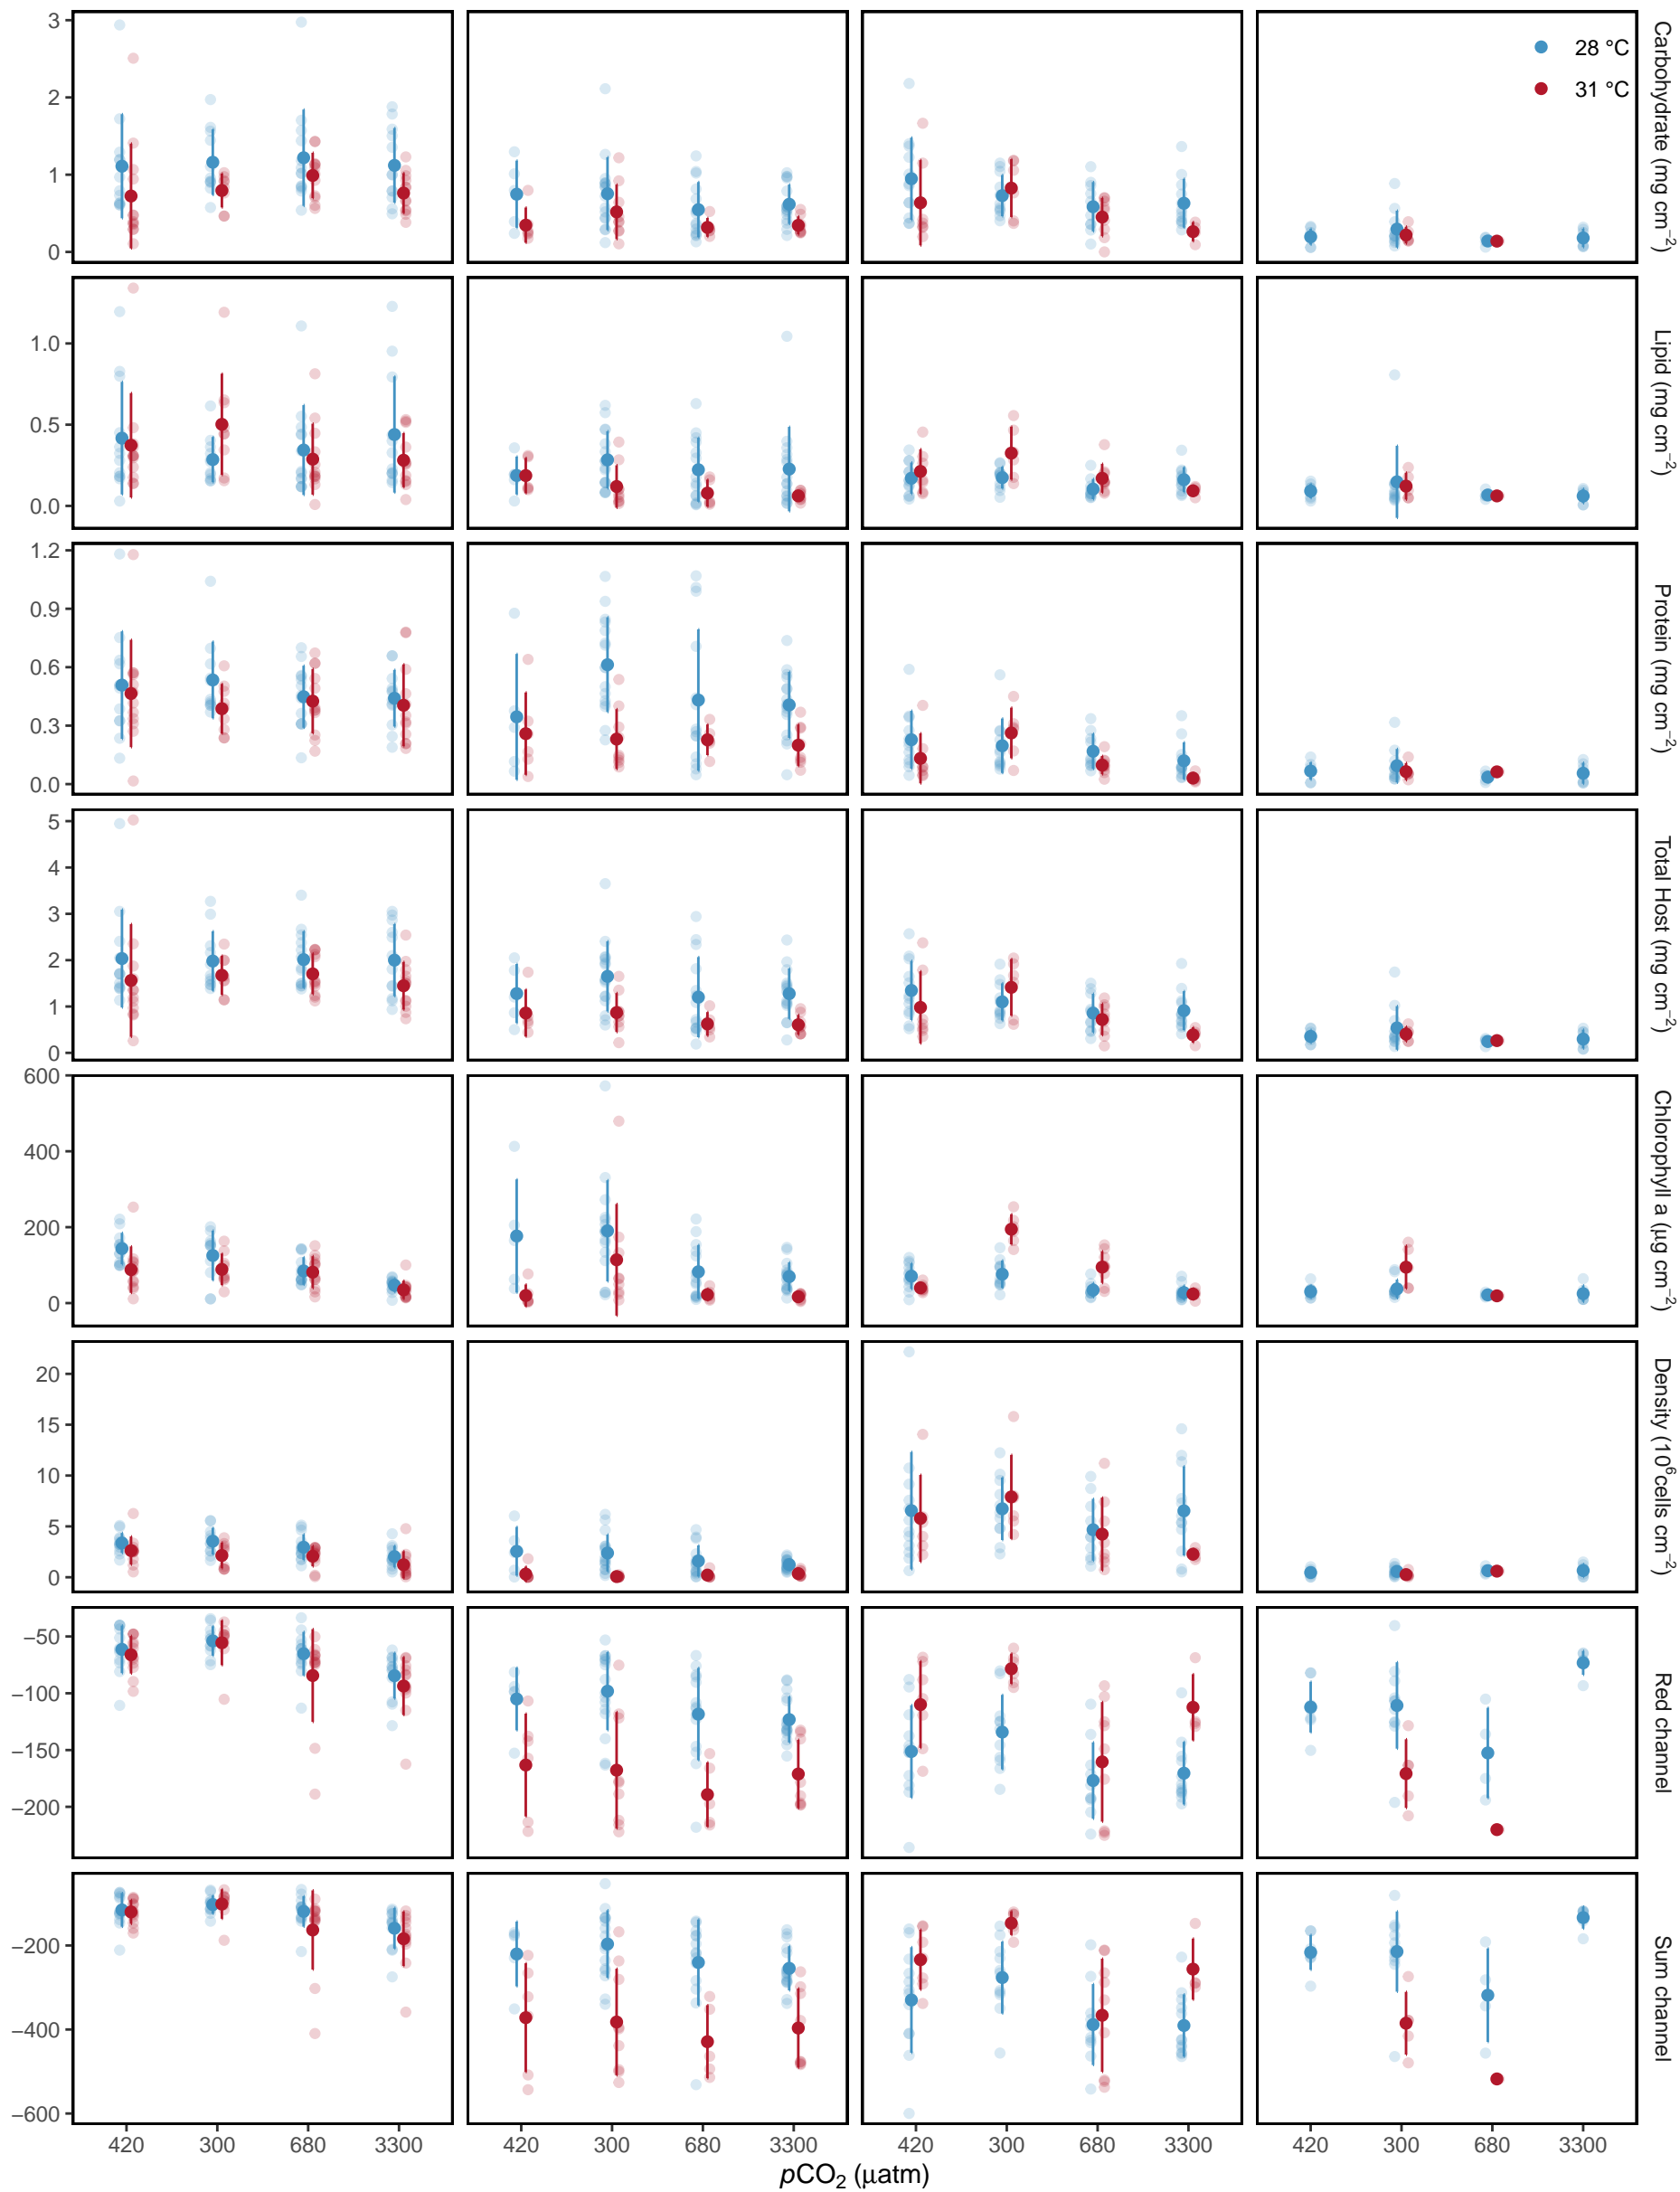 3
2
1
0
28 °C
31 °C
Carbohydrate (mg cm⁻²)
1.0
0.5
0.0
Lipid (mg cm⁻²)
1.2
0.9
0.6
0.3
0.0
Protein (mg cm⁻²)
5
4
3
2
1
0
Total Host (mg cm⁻²)
600
400
200
0
Chlorophyll a (μg cm⁻²)
20
15
10
5
0
Density (10⁶cells cm⁻²)
−50
−100
−150
−200
Red channel
−200
−400
−600
Sum channel
420 300 680 3300 420 300 680 3300 420 300 680 3300 420 300 680 3300
pCO₂ (μatm)